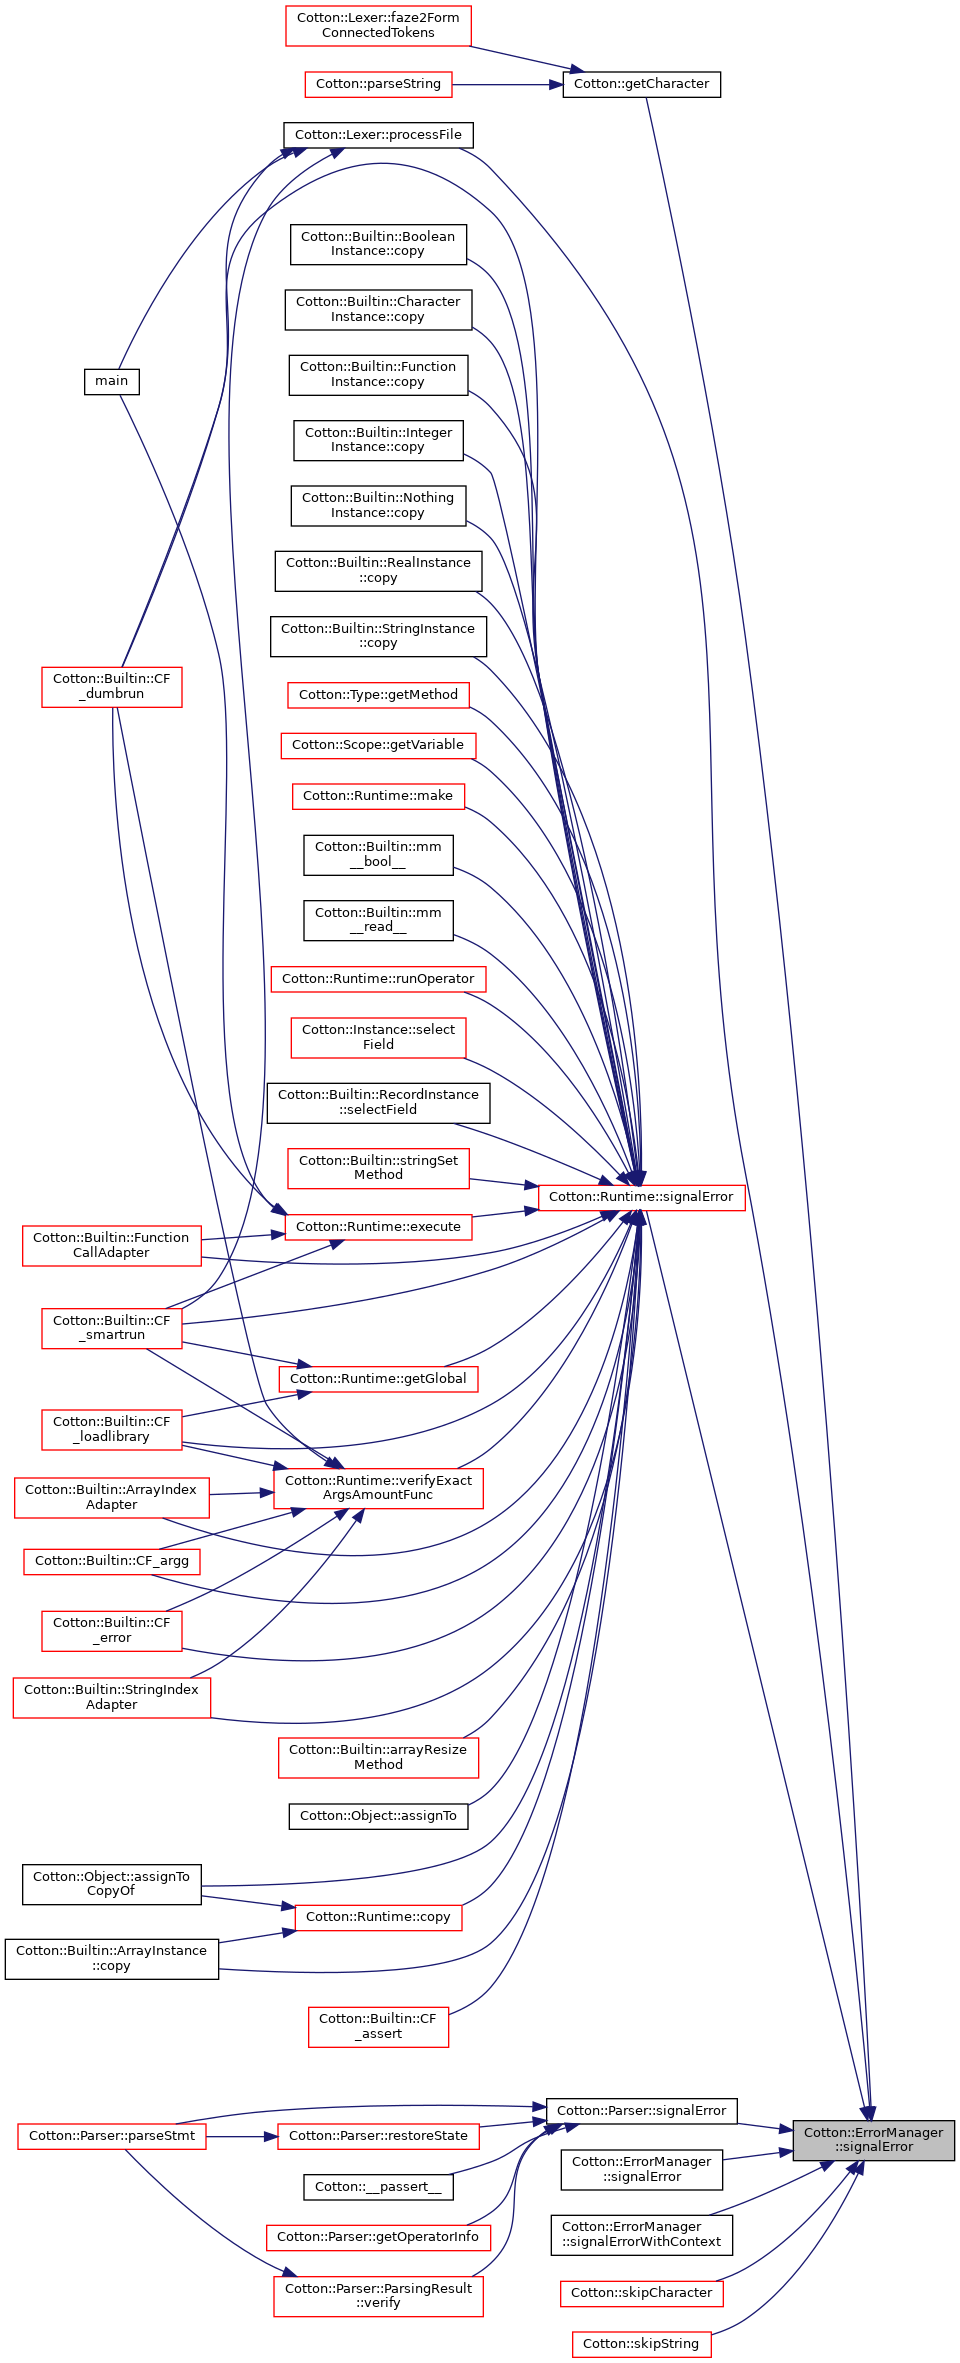 Cotton::Lexer::faze2Form
ConnectedTokens
Cotton::parseString
Cotton::getCharacter
Cotton::Lexer::processFile
Cotton::Builtin::Boolean
Instance::copy
Cotton::Builtin::Character
Instance::copy
Cotton::Builtin::Function
Instance::copy
main
Cotton::Builtin::Integer
Instance::copy
Cotton::Builtin::Nothing
Instance::copy
Cotton::Builtin::RealInstance
::copy
Cotton::Builtin::StringInstance
::copy
Cotton::Builtin::CF
_dumbrun
Cotton::Type::getMethod
Cotton::Scope::getVariable
Cotton::Runtime::make
Cotton::Builtin::mm
__bool__
Cotton::Builtin::mm
__read__
Cotton::Runtime::runOperator
Cotton::Instance::select
Field
Cotton::Builtin::RecordInstance
::selectField
Cotton::Builtin::stringSet
Method
Cotton::Runtime::signalError
Cotton::Runtime::execute
Cotton::Builtin::Function
CallAdapter
Cotton::Builtin::CF
_smartrun
Cotton::Runtime::getGlobal
Cotton::Builtin::CF
_loadlibrary
Cotton::Runtime::verifyExact
ArgsAmountFunc
Cotton::Builtin::ArrayIndex
Adapter
Cotton::Builtin::CF_argg
Cotton::Builtin::CF
_error
Cotton::Builtin::StringIndex
Adapter
Cotton::Builtin::arrayResize
Method
Cotton::Object::assignTo
Cotton::Object::assignTo
CopyOf
Cotton::Runtime::copy
Cotton::Builtin::ArrayInstance
::copy
Cotton::Builtin::CF
_assert
Cotton::Parser::signalError
Cotton::Parser::parseStmt
Cotton::Parser::restoreState
Cotton::ErrorManager
::signalError
Cotton::ErrorManager
::signalError
Cotton::__passert__
Cotton::Parser::getOperatorInfo
Cotton::ErrorManager
::signalErrorWithContext
Cotton::Parser::ParsingResult
::verify
Cotton::skipCharacter
Cotton::skipString